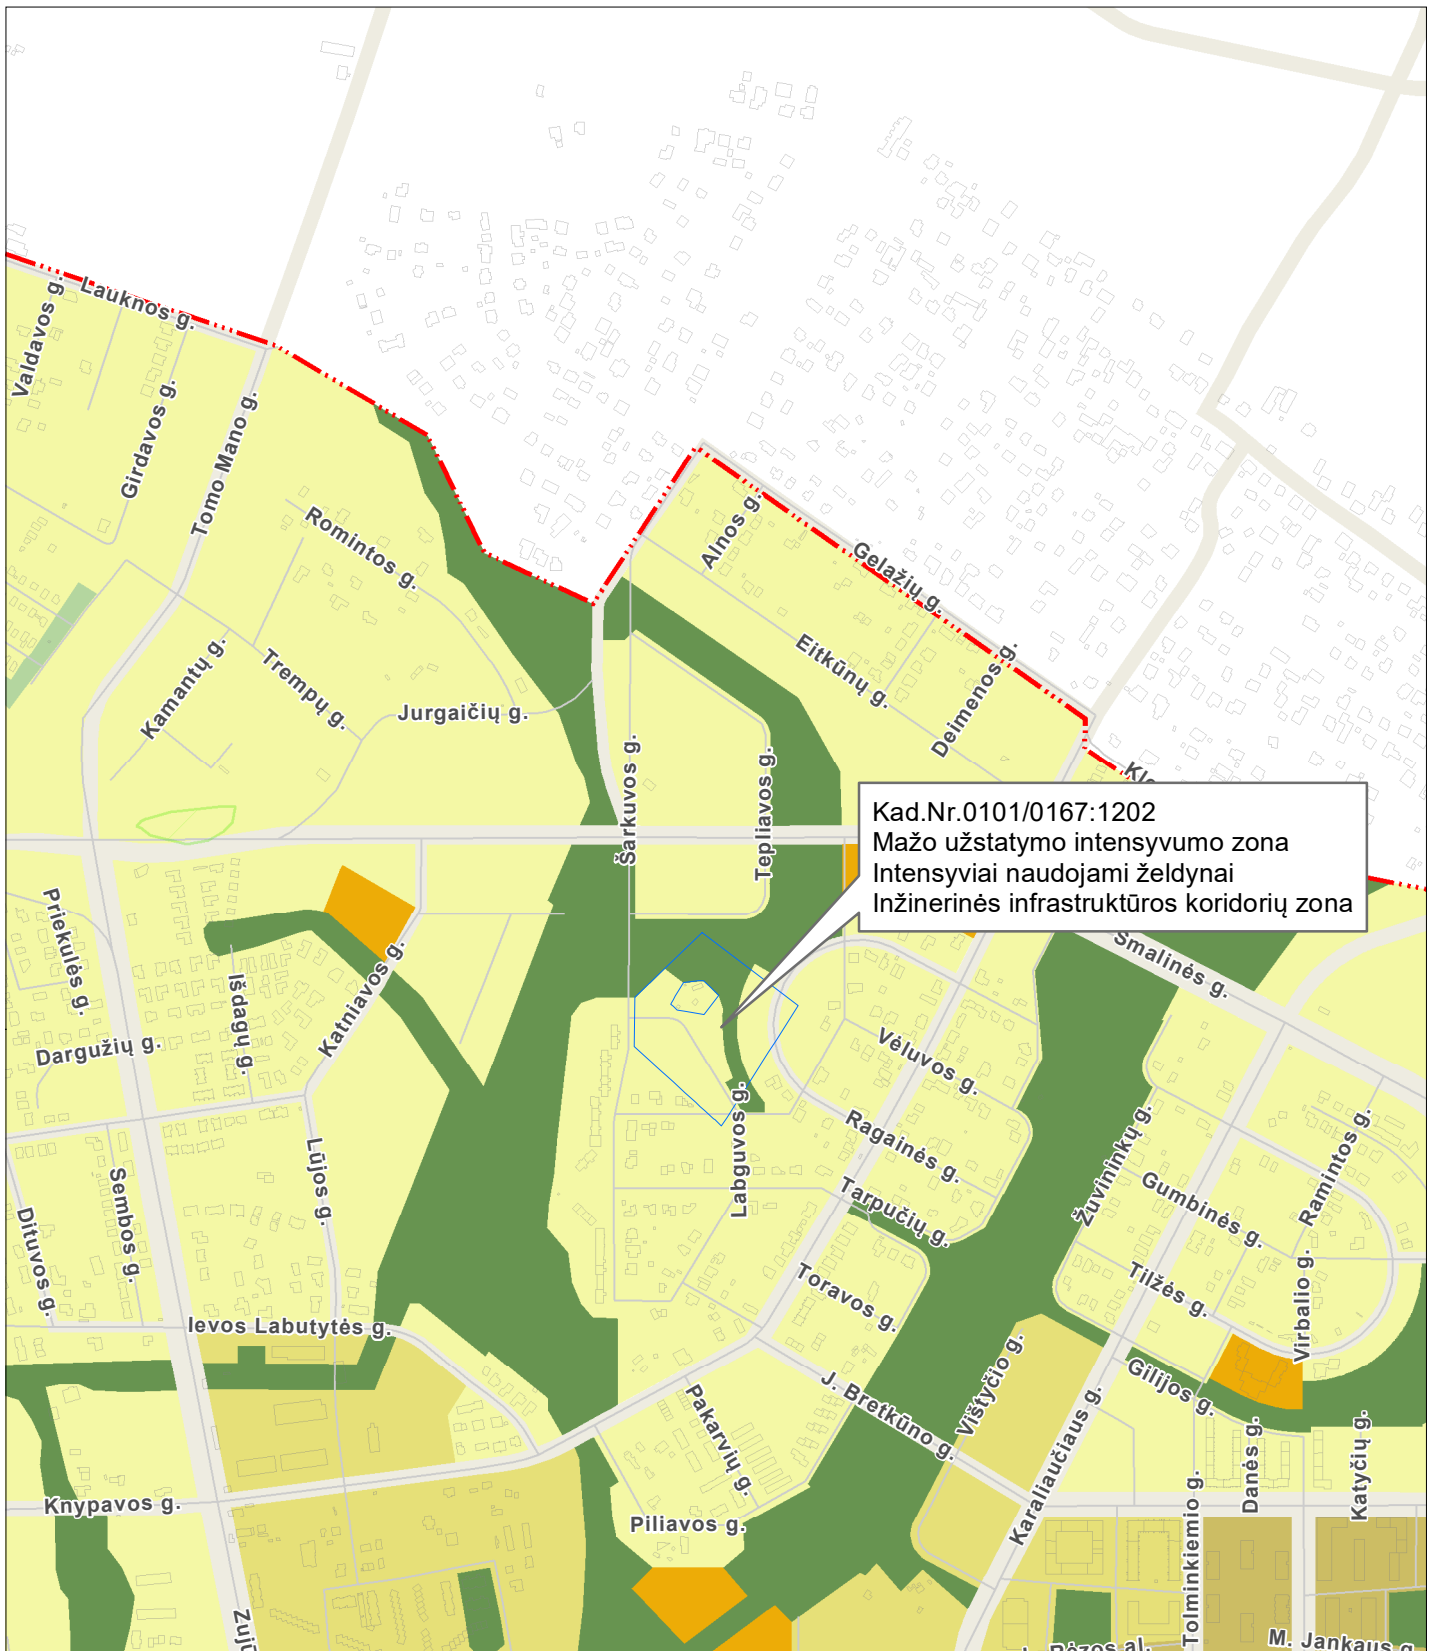 Lauknos g.
Valdavos g.
Girdavos g.
Tomo Mano g.
Romintos g.
Alnos g.
Gelažių g.
Kamantų g.
Trempų g.
Jurgaičių g.
Eitkūnų g.
Deimenos g.
Šarkuvos g.
Tepliavos g.
Kad.Nr.0101/0167:1202
Mažo užstatymo intensyvumo zona
Intensyviai naudojami želdynai
Inžinerinės infrastruktūros koridorių zona
Smalinės g.
Priekulės g.
Išdagų g.
Katniavos g.
Dargužių g.
Vėluvos g.
Labguvos g.
Ragainės g.
Žuvininkų g.
Ramintos g.
Lūjos g.
Sembos g.
Dituvos g.
Tarpučių g.
Gumbinės g.
Toravos g.
Tilžės g.
Virbalio g.
Ievos Labutytės g.
Pakarvių g.
J. Bretkūno g.
Vištyčio g.
Gilijos g.
Karaliaučiaus g.
Danės g.
Katyčių g.
Knypavos g.
Piliavos g.
Tolminkiemio g.
M. Jankaus g